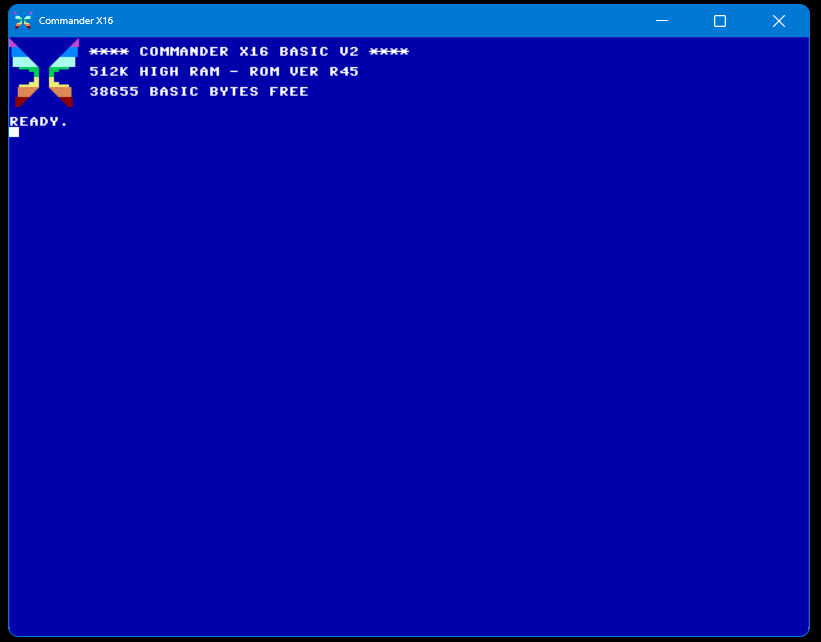 Commander X16
**** COMMANDER X16 BASIC V2 ****
512K HIGH RAM - ROM VER R45
38655 BASIC BYTES FREE
READY.